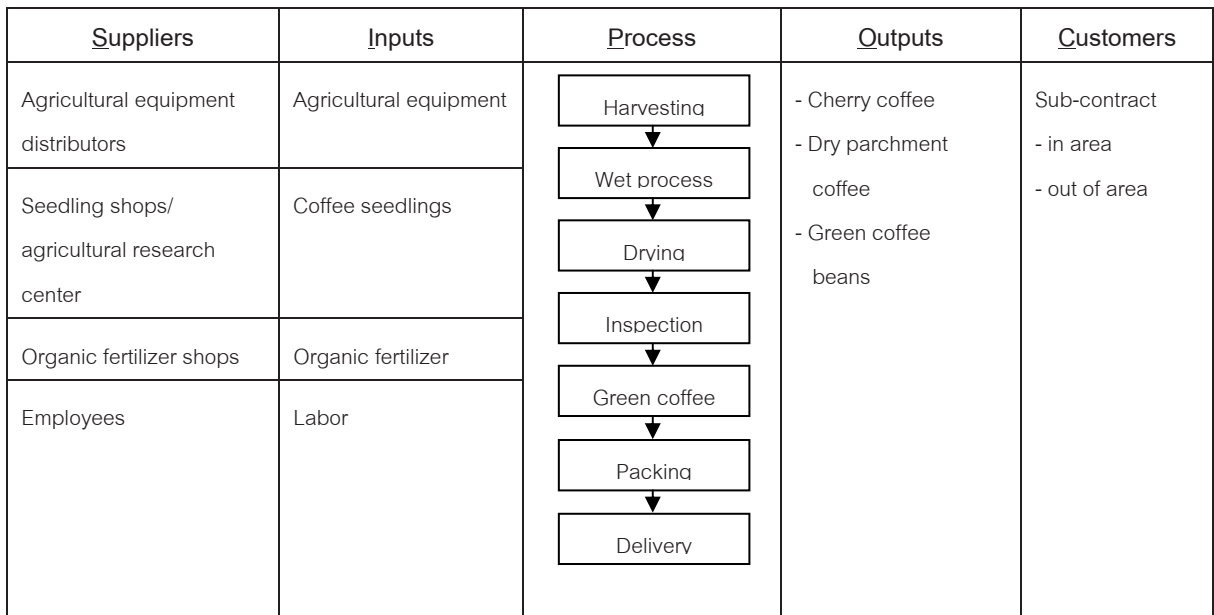 Suppliers
Inputs
Process
Outputs
Customers
Agricultural equipment
distributors
Agricultural equipment
Seedling shops/
agricultural research
center
Coffee seedlings
Organic fertilizer shops
Organic fertilizer
Employees
Labor
Harvesting
Wet process
Drying
Inspection
Green coffee
Packing
Delivery
- Cherry coffee
- Dry parchment
coffee
- Green coffee
beans
Sub-contract
- in area
- out of area